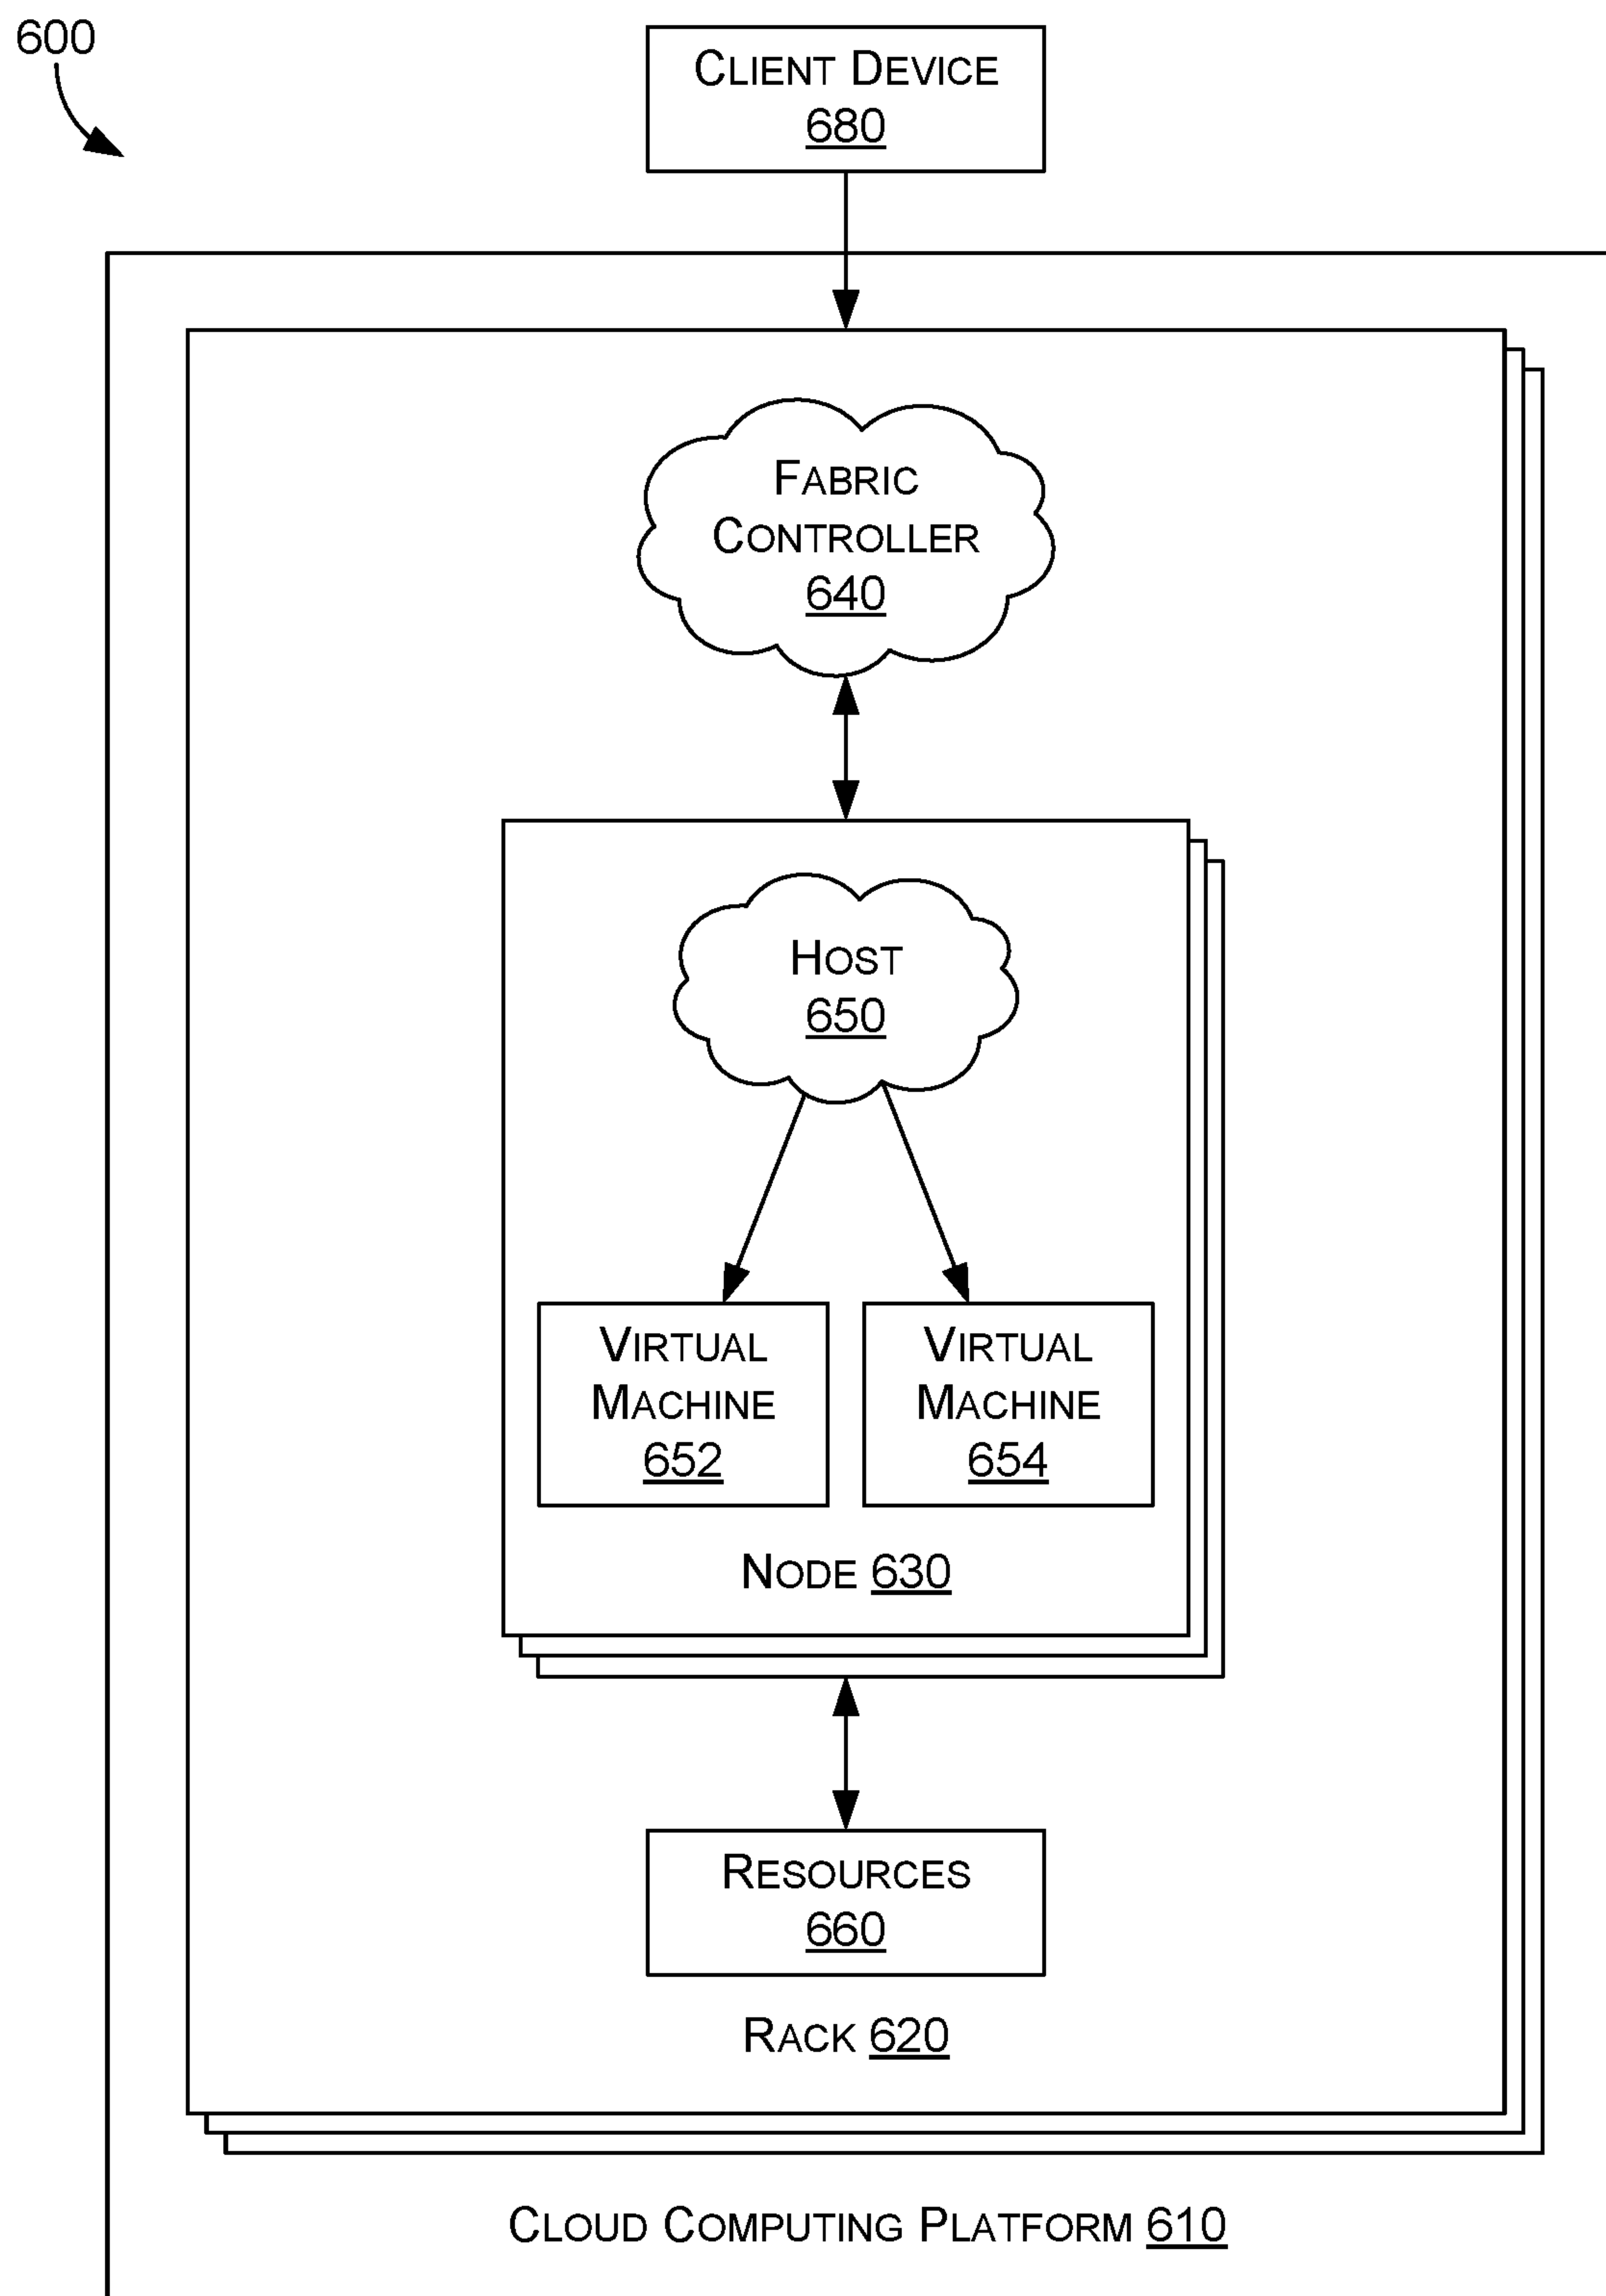 600
CLIENT DEVICE
680
FABRIC
CONTROLLER
640
HOST
650
VIRTUAL
MACHINE
652
VIRTUAL
MACHINE
654
NODE 630
RESOURCES
660
RACK 620
CLOUD COMPUTING PLATFORM 610